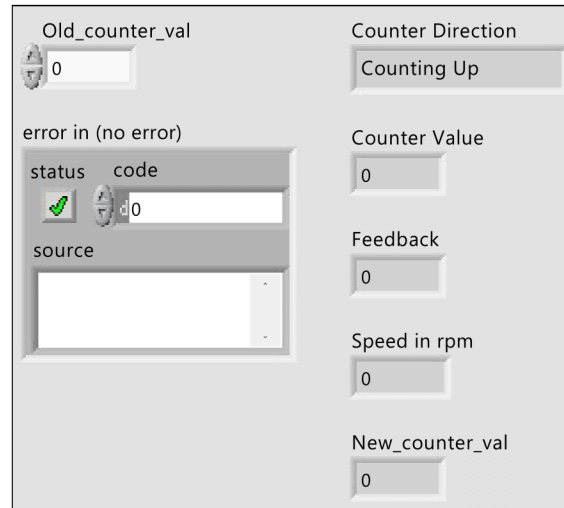 Old_counter_val
0
error in (no error)
status code
d 0
source
Counter Direction
Counting Up
Counter Value
0
Feedback
0
Speed in rpm
0
New_counter_val
0